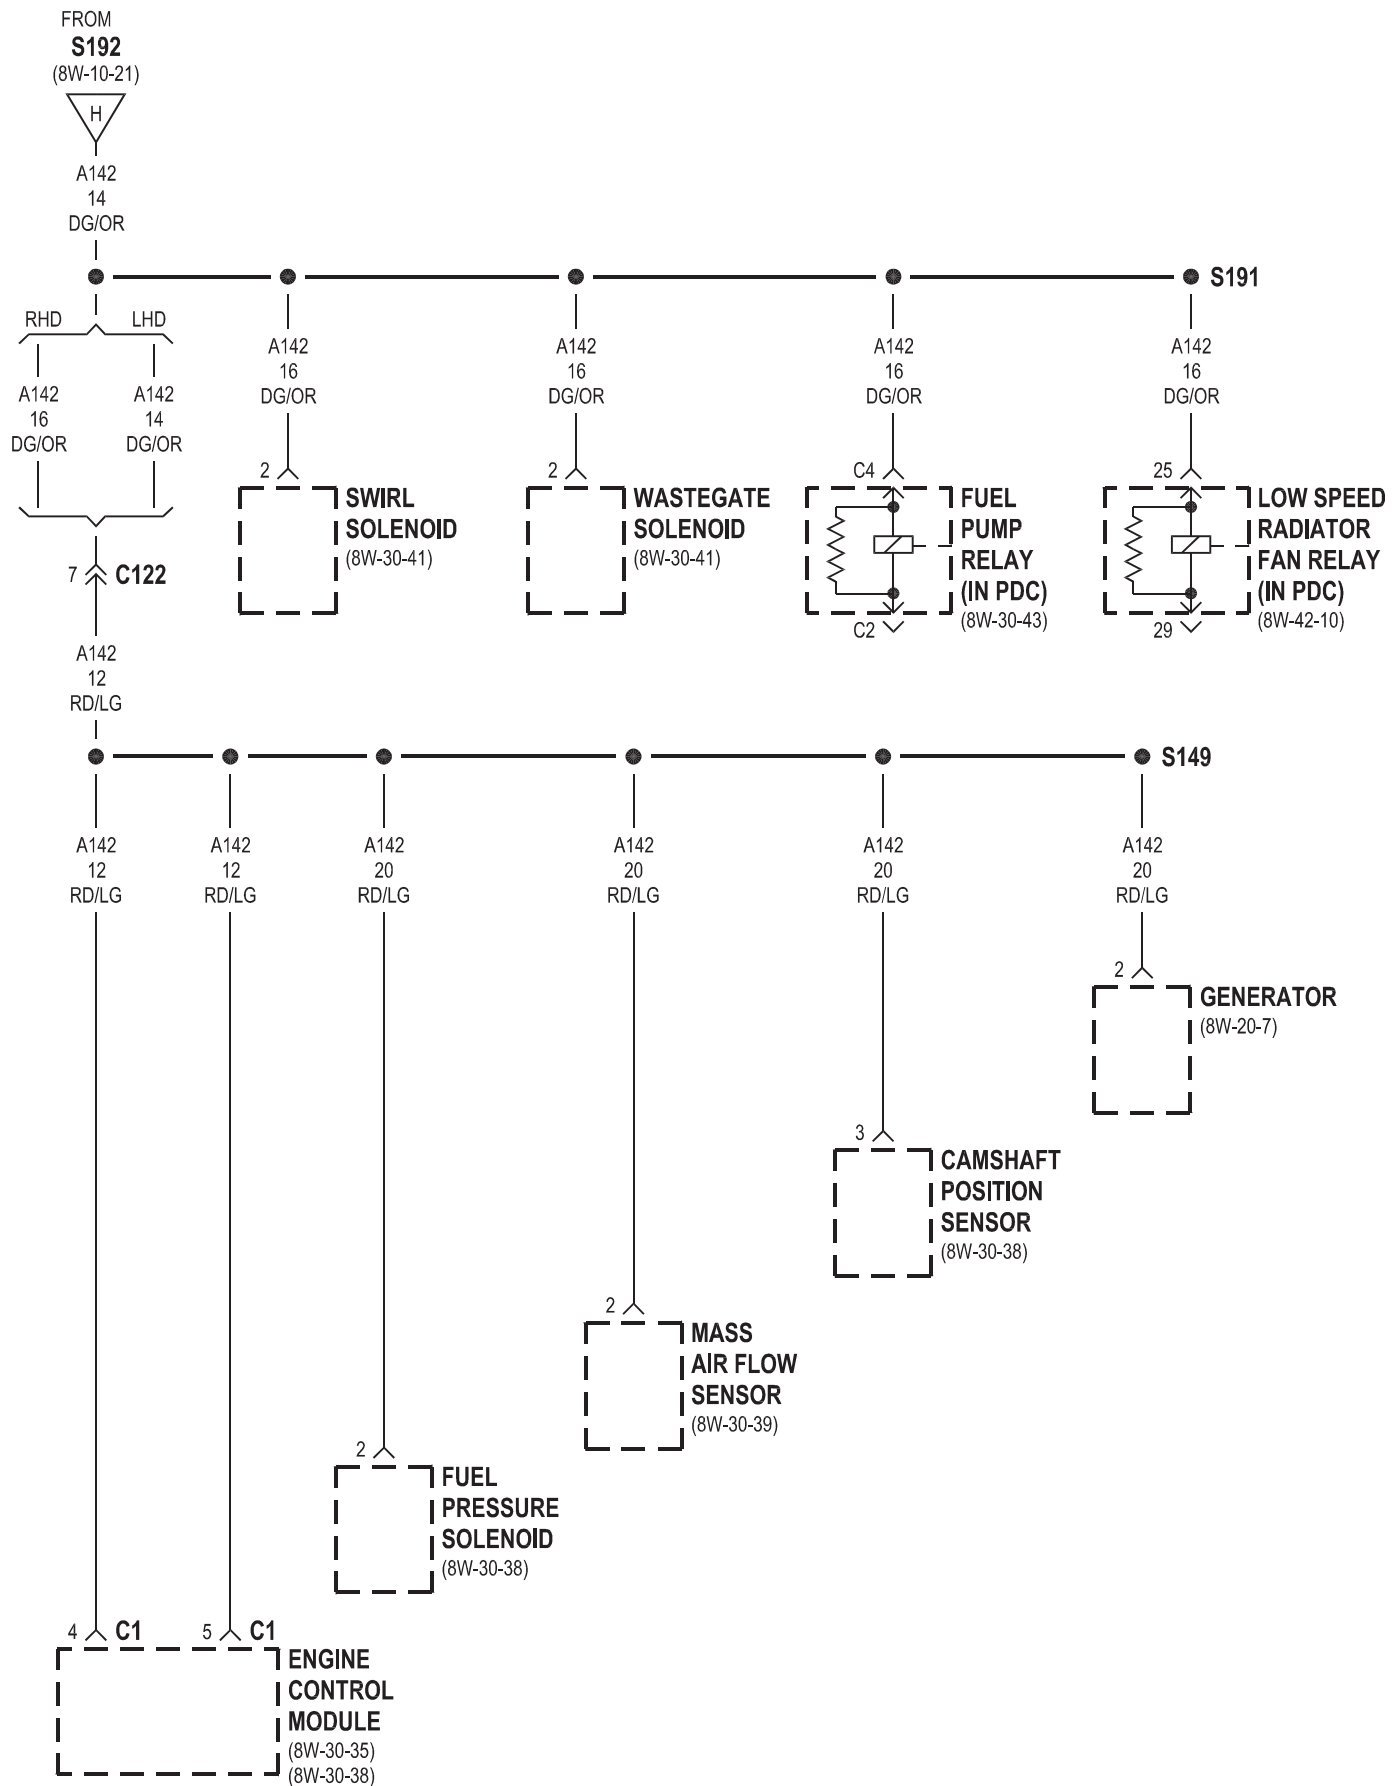 FROM
S192
(8W-10-21)
H
A142
14
DG/OR
S191
RHD
LHD
A142
16
DG/OR
A142
14
DG/OR
A142
16
DG/OR
A142
16
DG/OR
A142
16
DG/OR
A142
16
DG/OR
2
SWIRL
SOLENOID
(8W-30-41)
2
WASTEGATE
SOLENOID
(8W-30-41)
C4
FUEL
PUMP
RELAY
(IN PDC)
(8W-30-43)
C2
25
LOW SPEED
RADIATOR
FAN RELAY
(IN PDC)
(8W-42-10)
29
7
C122
A142
12
RD/LG
S149
A142
12
RD/LG
A142
12
RD/LG
A142
20
RD/LG
A142
20
RD/LG
A142
20
RD/LG
A142
20
RD/LG
2
GENERATOR
(8W-20-7)
3
CAMSHAFT
POSITION
SENSOR
(8W-30-38)
2
MASS
AIR FLOW
SENSOR
(8W-30-39)
2
FUEL
PRESSURE
SOLENOID
(8W-30-38)
4
C1
5
C1
ENGINE
CONTROL
MODULE
(8W-30-35)
(8W-30-38)